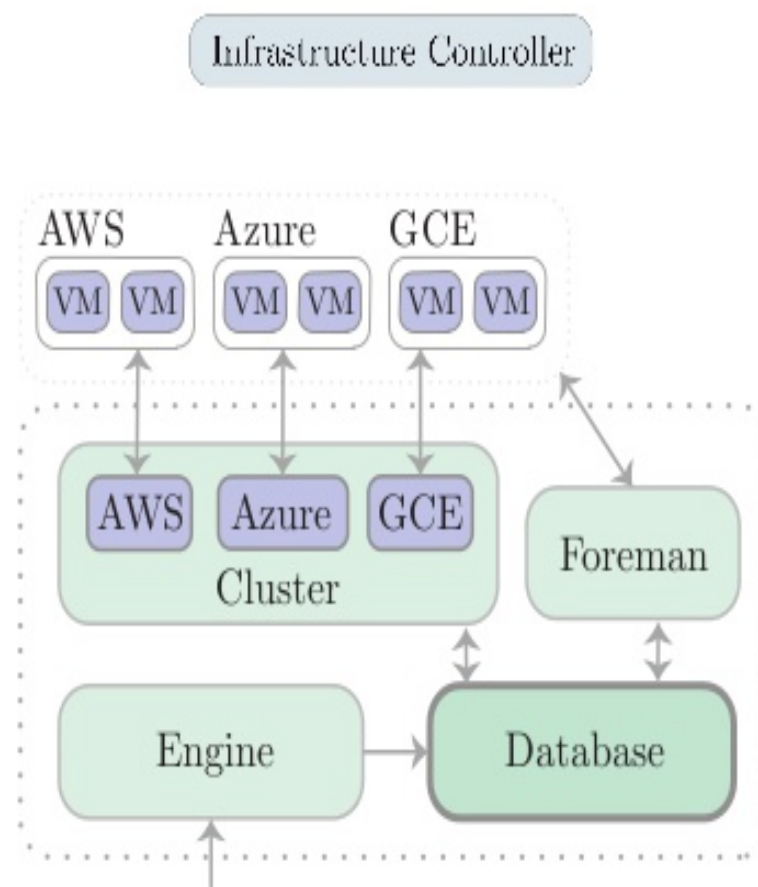 Infrastructure Controller
AWS Azure GCE
VM VM VM VM VM VM
AWS Azure GCE
Cluster
Foreman
Engine
Database